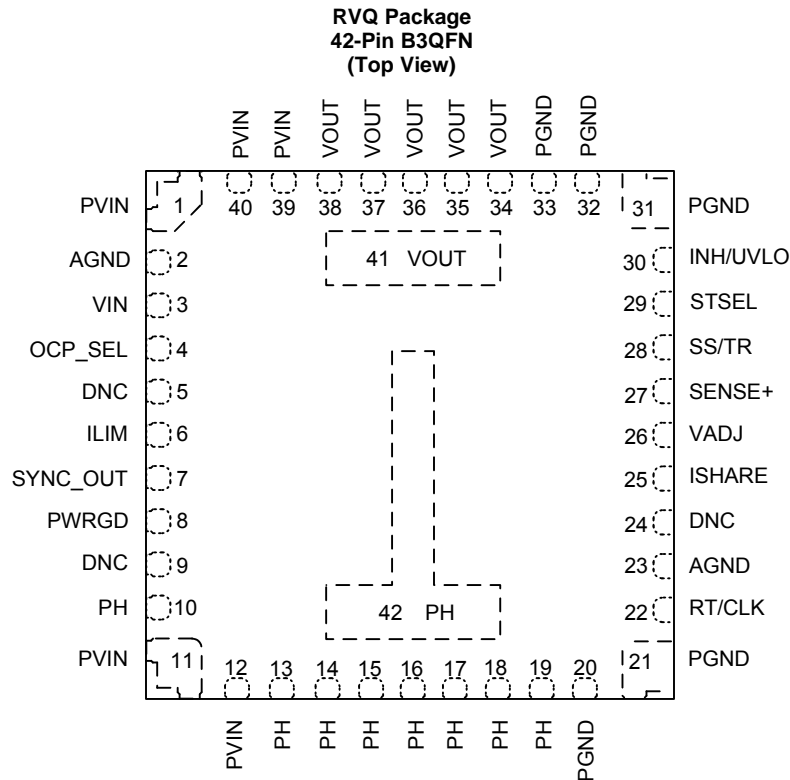 RVQ Package
42-Pin B3QFN
(Top View)
PVIN
PVIN
VOUT
VOUT
VOUT
VOUT
VOUT
PGND
PGND
PVIN 1 40 39 38 37 36 35 34 33 32 31 PGND
AGND 2 41 VOUT 30 INH/UVLO
VIN 3 29 STSEL
OCP_SEL 4 28 SS/TR
DNC 5 27 SENSE+
ILIM 6 26 VADJ
SYNC_OUT 7 25 ISHARE
PWRGD 8 24 DNC
DNC 9 23 AGND
PH 10 42 PH 22 RT/CLK
PVIN 11 12 13 14 15 16 17 18 19 20 21 PGND
PVIN
PH
PH
PH
PH
PH
PH
PH
PGND